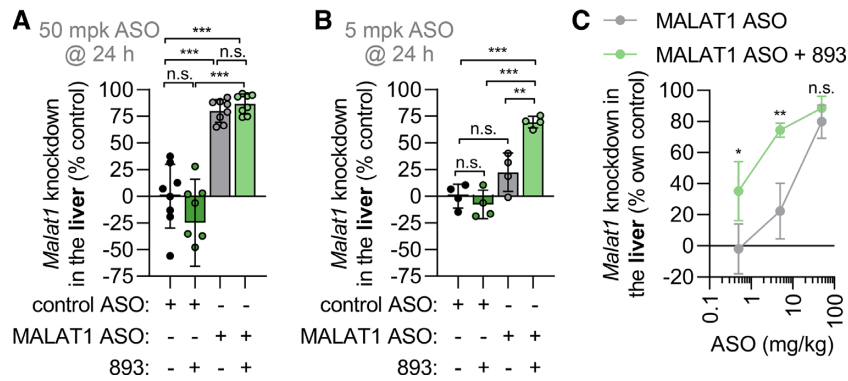 A
50 mpk ASO
@ 24 h
***
***
n.s.
n.s.
***
Malat1 knockdown
in the liver (% control)
100
75
50
25
0
-25
-50
-75
control ASO: + + - -
MALAT1 ASO: - - + +
893: - + - +
B
5 mpk ASO
@ 24 h
***
***
**
n.s.
n.s.
Malat1 knockdown
in the liver (% control)
100
75
50
25
0
-25
-50
-75
control ASO: + + - -
MALAT1 ASO: - - + +
893: - + - +
C
MALAT1 ASO
MALAT1 ASO + 893
Malat1 knockdown in
the liver (% own control)
100
80
60
40
20
0
-20
*
**
n.s.
0.1
1
10
100
ASO (mg/kg)